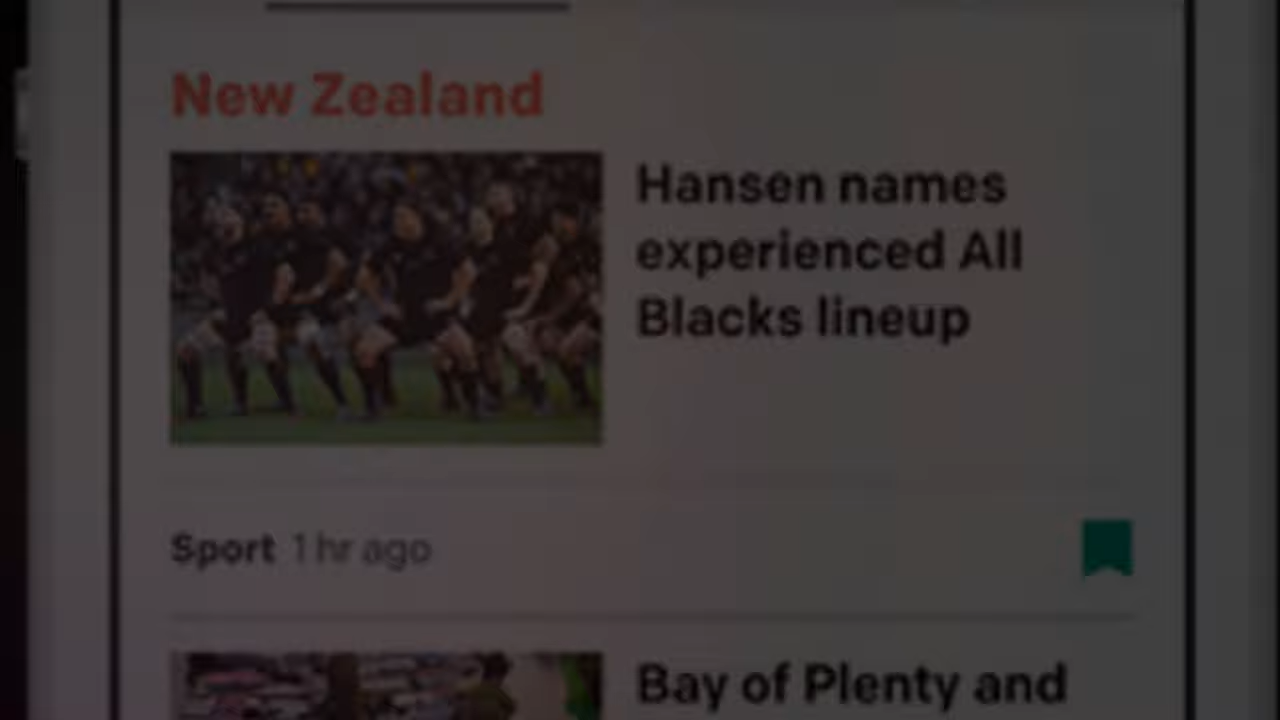 New Zealand
Hansen names
experienced All
Blacks lineup
Sport 1 hr ago
Bay of Plenty and